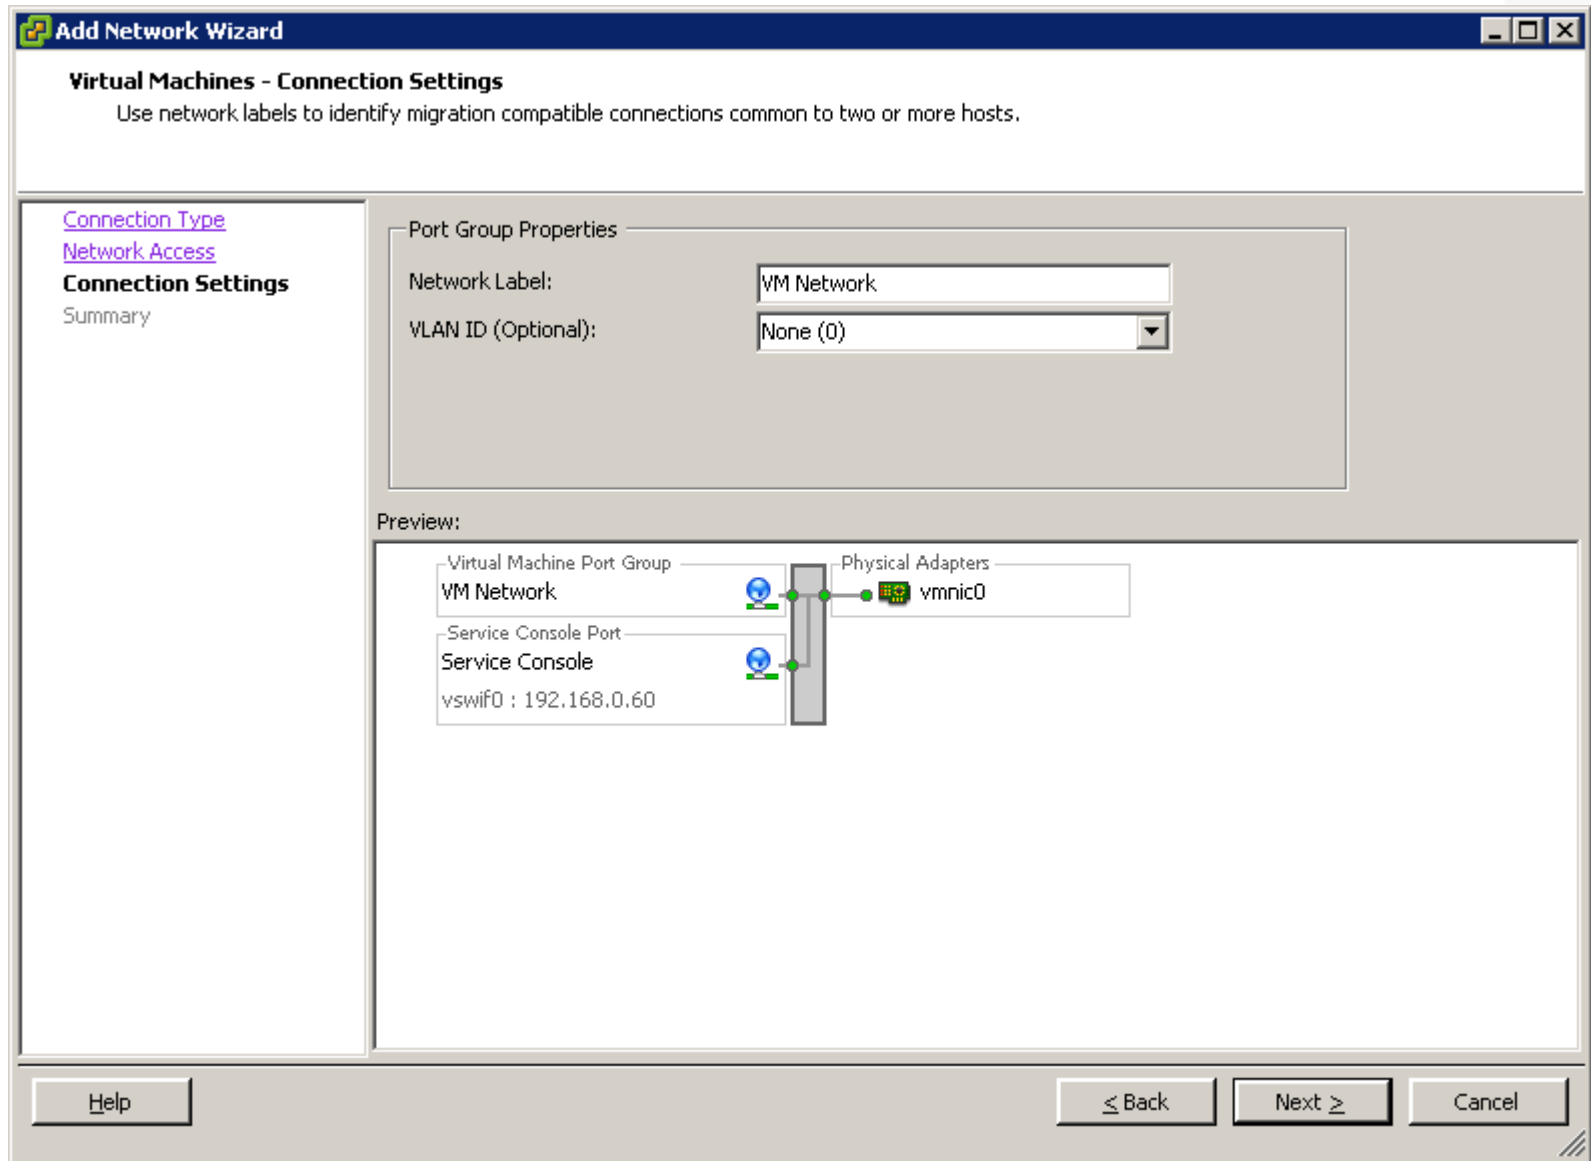 Add Network Wizard
Virtual Machines - Connection Settings
Use network labels to identify migration compatible connections common to two or more hosts.
Connection Type
Network Access
Connection Settings
Summary
Port Group Properties
Network Label:
VM Network
VLAN ID (Optional):
None (0)
Preview:
Virtual Machine Port Group
VM Network
Physical Adapters
vmnic0
Service Console Port
Service Console
vswif0 : 192.168.0.60
Help
< Back
Next >
Cancel